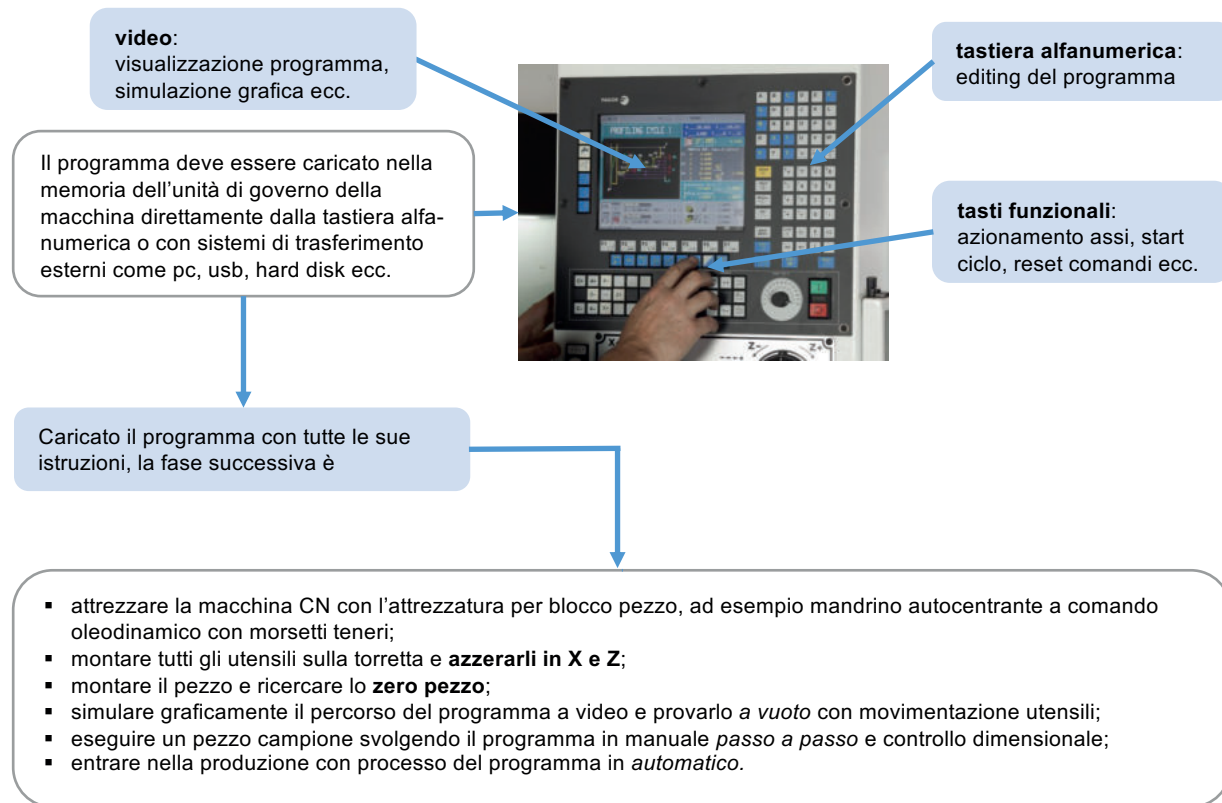 video:
visualizzazione programma,
simulazione grafica ecc.
tastiera alfanumerica:
editing del programma
Il programma deve essere caricato nella
memoria dell'unità di governo della
macchina direttamente dalla tastiera alfa-
numerica o con sistemi di trasferimento
esterni come pc, usb, hard disk ecc.
FAGOR
PROFILING CYCLE 1
tasti funzionali:
azionamento assi, start
ciclo, reset comandi ecc.
X
Z-
Z+
Caricato il programma con tutte le sue
istruzioni, la fase successiva è
▪ attrezzare la macchina CN con l'attrezzatura per blocco pezzo, ad esempio mandrino autocentrante a comando
oleodinamico con morsetti teneri;
▪ montare tutti gli utensili sulla torretta e azzerarli in X e Z;
▪ montare il pezzo e ricercare lo zero pezzo;
▪ simulare graficamente il percorso del programma a video e provarlo a vuoto con movimentazione utensili;
▪ eseguire un pezzo campione svolgendo il programma in manuale passo a passo e controllo dimensionale;
▪ entrare nella produzione con processo del programma in automatico.